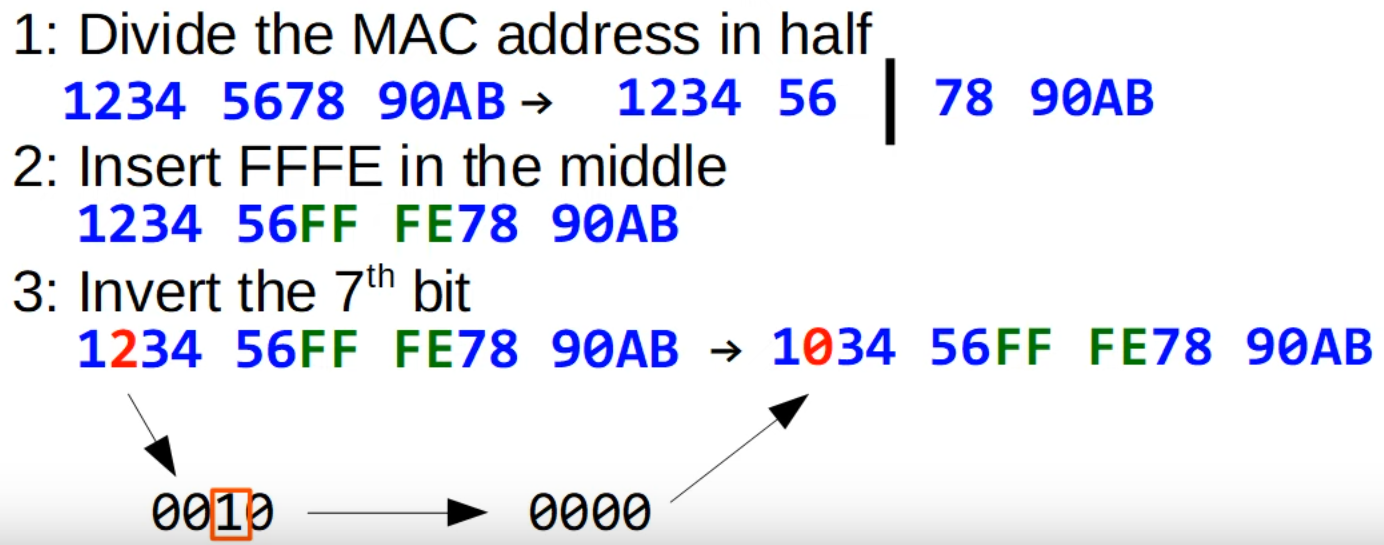 1: Divide the MAC address in half
1234 5678 90AB → 1234 56 | 78 90AB
2: Insert FFFE in the middle
1234 56FF FE78 90AB
3: Invert the 7th bit
1234 56FF FE78 90AB → 1034 56FF FE78 90AB
0010 0000